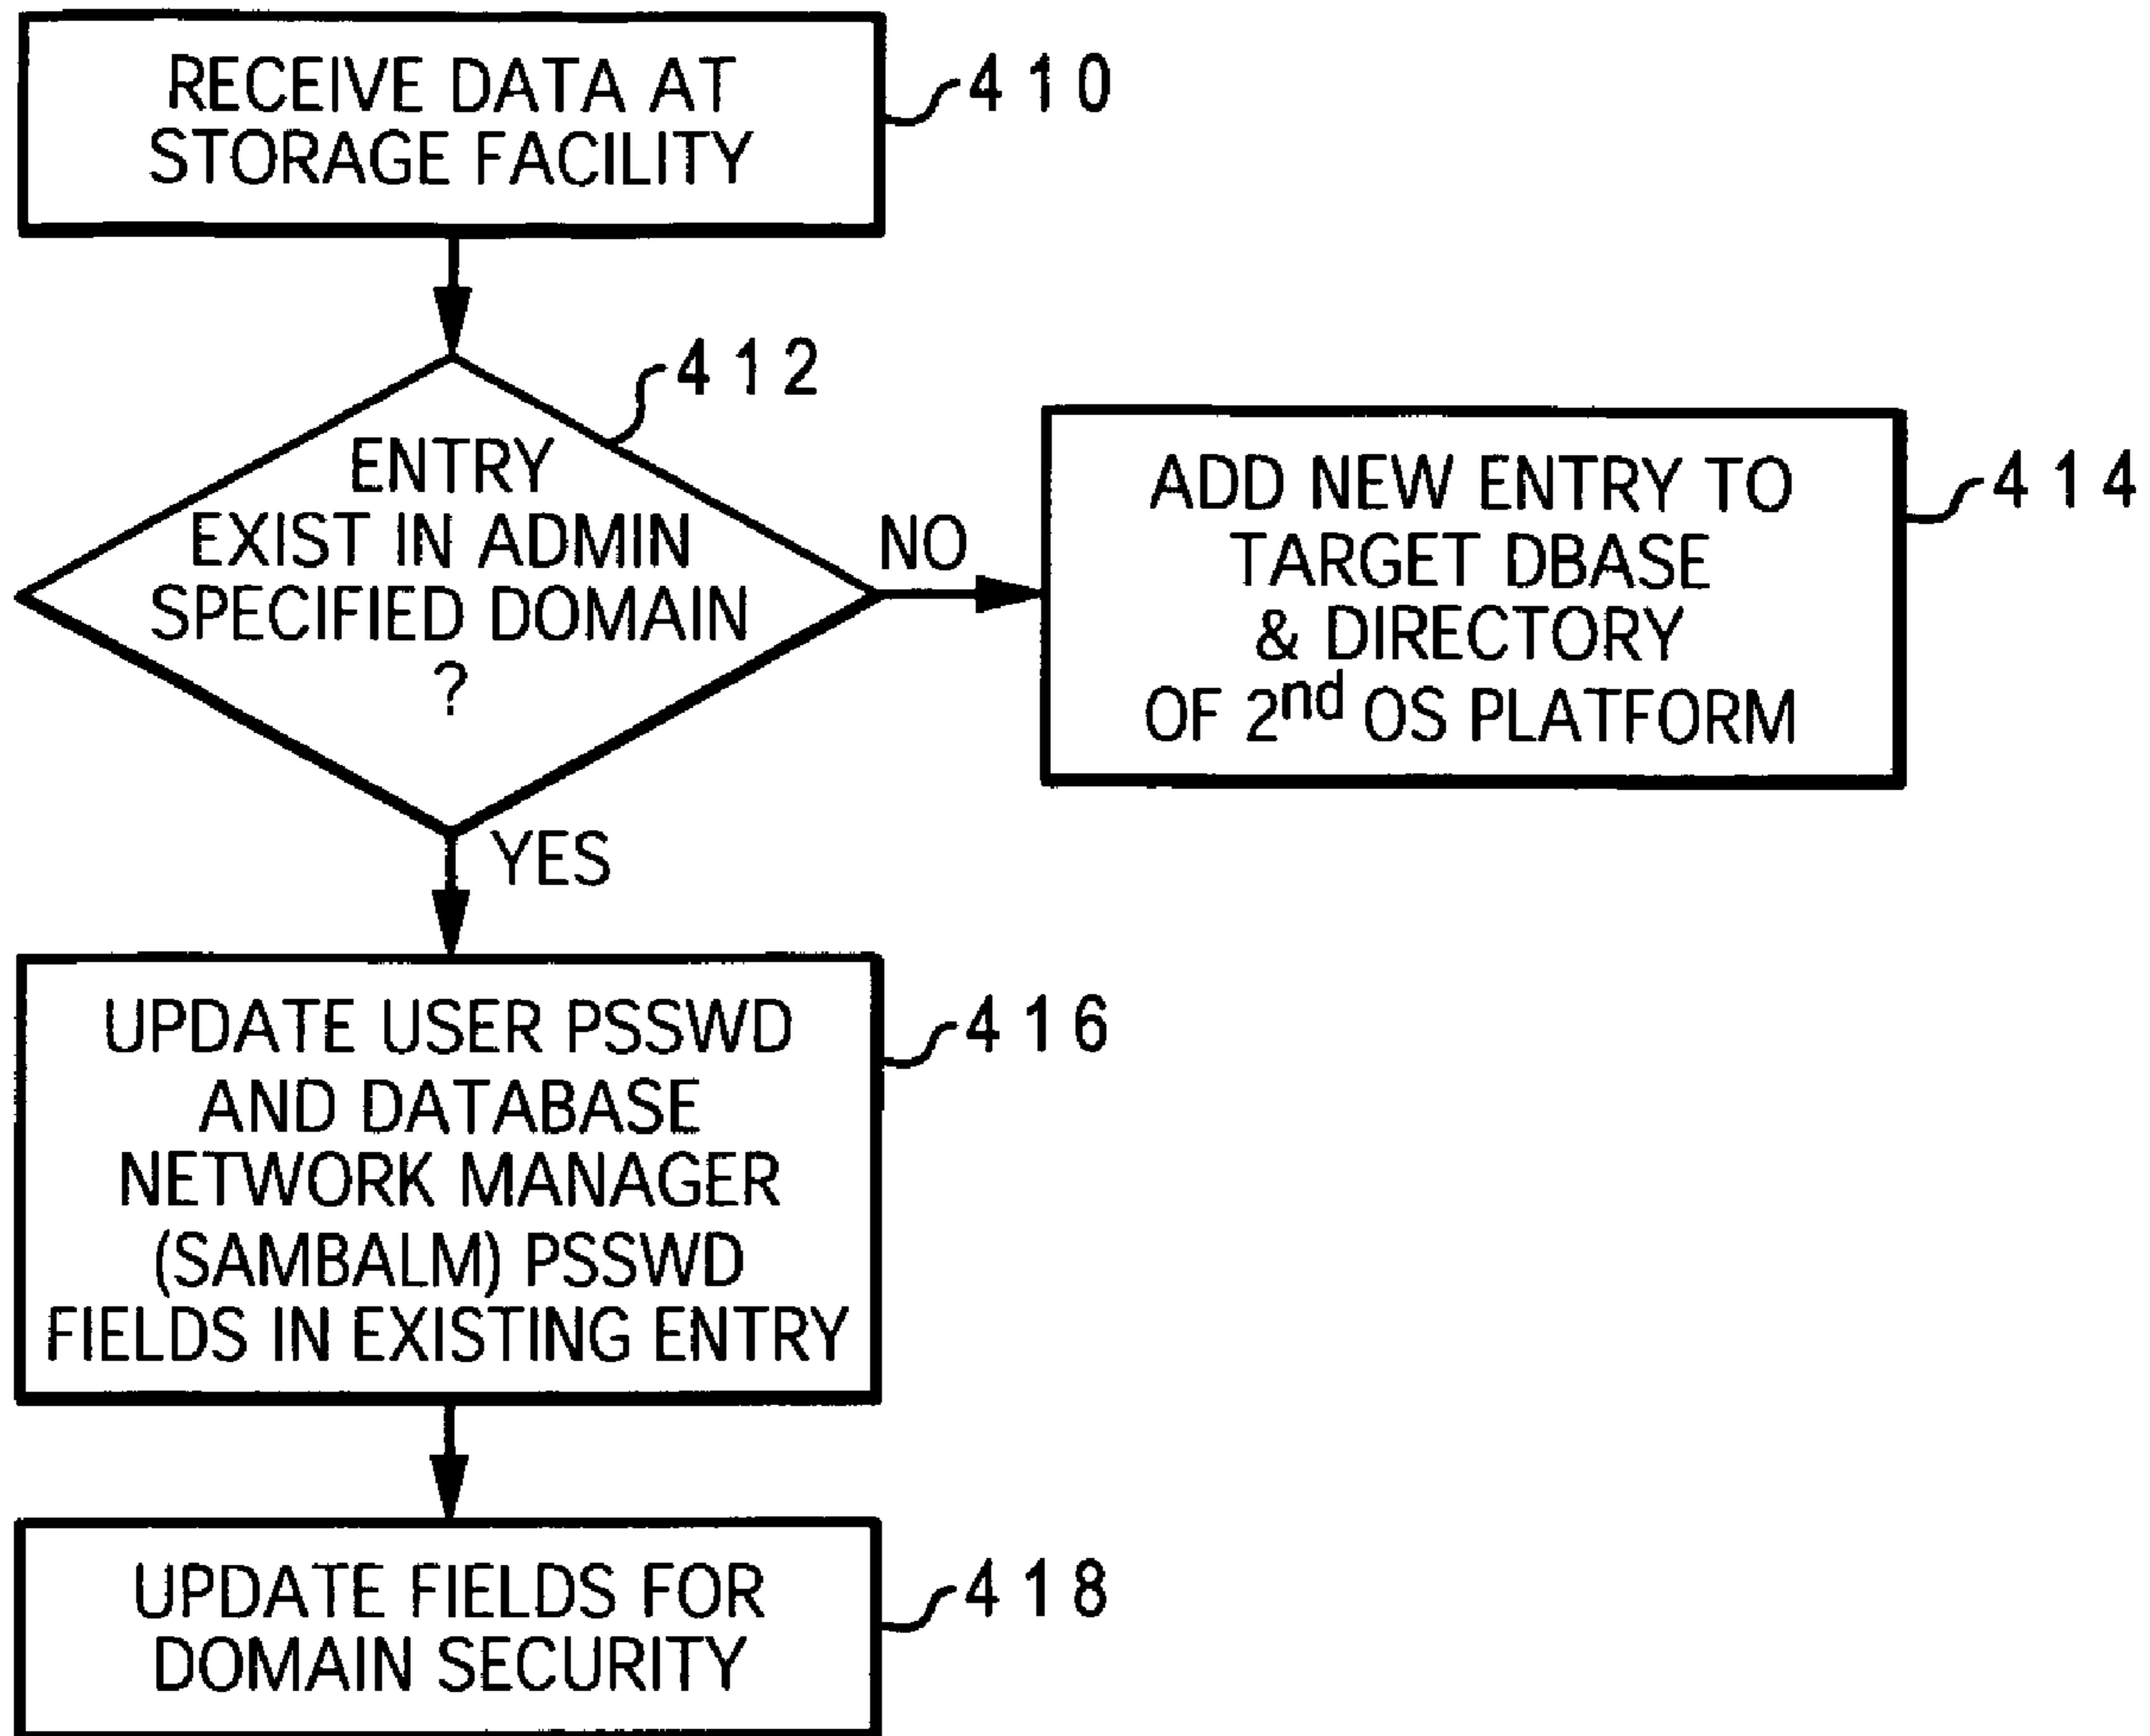 RECEIVE DATA AT
STORAGE FACILITY
410
412
ENTRY
EXIST IN ADMIN
SPECIFIED DOMAIN
?
NO
ADD NEW ENTRY TO
TARGET DBASE
& DIRECTORY
OF 2nd OS PLATFORM
414
YES
UPDATE USER PSSWD
AND DATABASE
NETWORK MANAGER
(SAMBALM) PSSWD
FIELDS IN EXISTING ENTRY
416
UPDATE FIELDS FOR
DOMAIN SECURITY
418